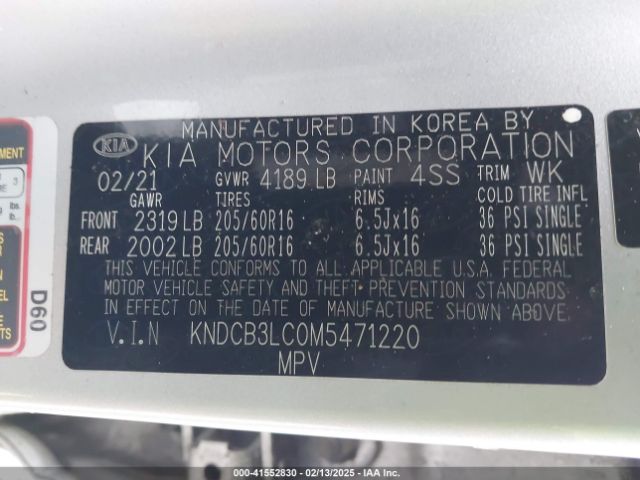 MANUFACTURED IN KOREA BY
KIA KIA MOTORS CORPORATION
02/21 GVWR 4189 LB PAINT 4SS TRIM WK
GAWR TIRES RIMS COLD TIRE INFL
FRONT 2319 LB 205/60R16 6.5Jx16 36 PSI SINGLE
REAR 2002 LB 205/60R16 6.5Jx16 36 PSI SINGLE
THIS VEHICLE CONFORMS TO ALL APPLICABLE U.S.A. FEDERAL
MOTOR VEHICLE SAFETY AND THEFT PREVENTION STANDARDS
IN EFFECT ON THE DATE OF MANUFACTURE SHOWN ABOVE.
V.I.N KNDCB3LC0M5471220
MPV
D60
000-41552830 - 02/13/2025 - IAA Inc.